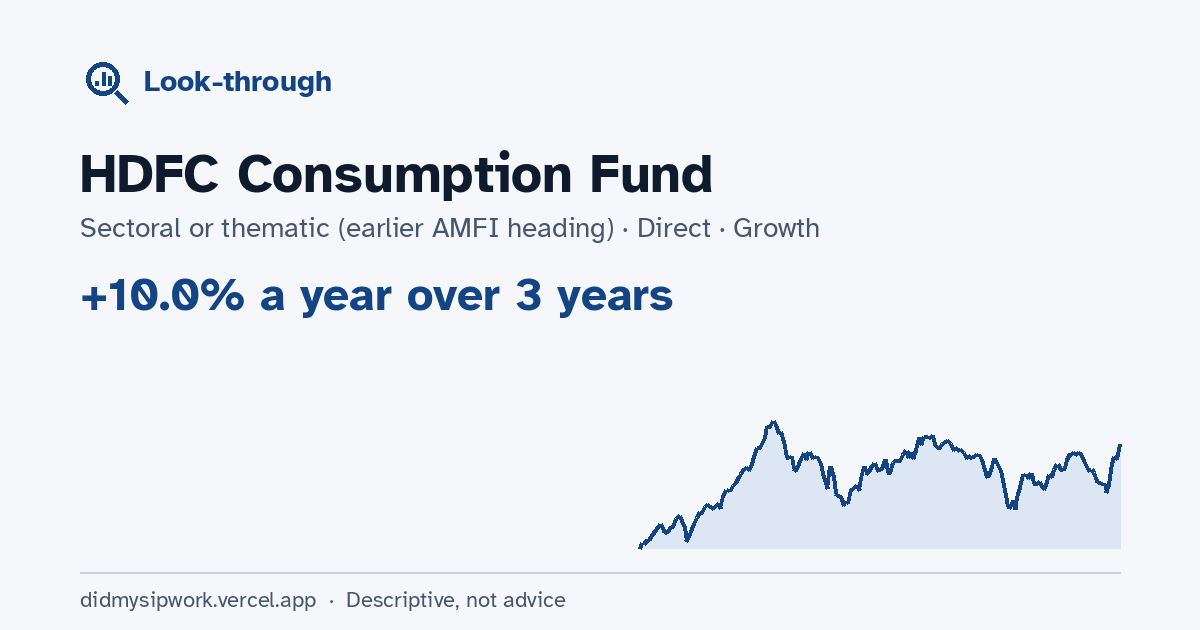 Look-through
HDFC Consumption Fund
Sectoral or thematic (earlier AMFI heading) · Direct · Growth
+10.0% a year over 3 years
didmysipwork.vercel.app · Descriptive, not advice